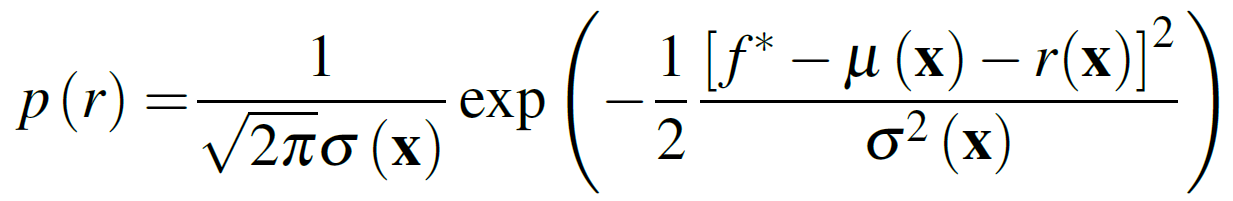 p(r) = \frac{1}{\sqrt{2\pi}\sigma(\mathbf{x})} \exp\left(-\frac{1}{2}\frac{[f^* - \mu(\mathbf{x}) - r(\mathbf{x})]^2}{\sigma^2(\mathbf{x})}\right)